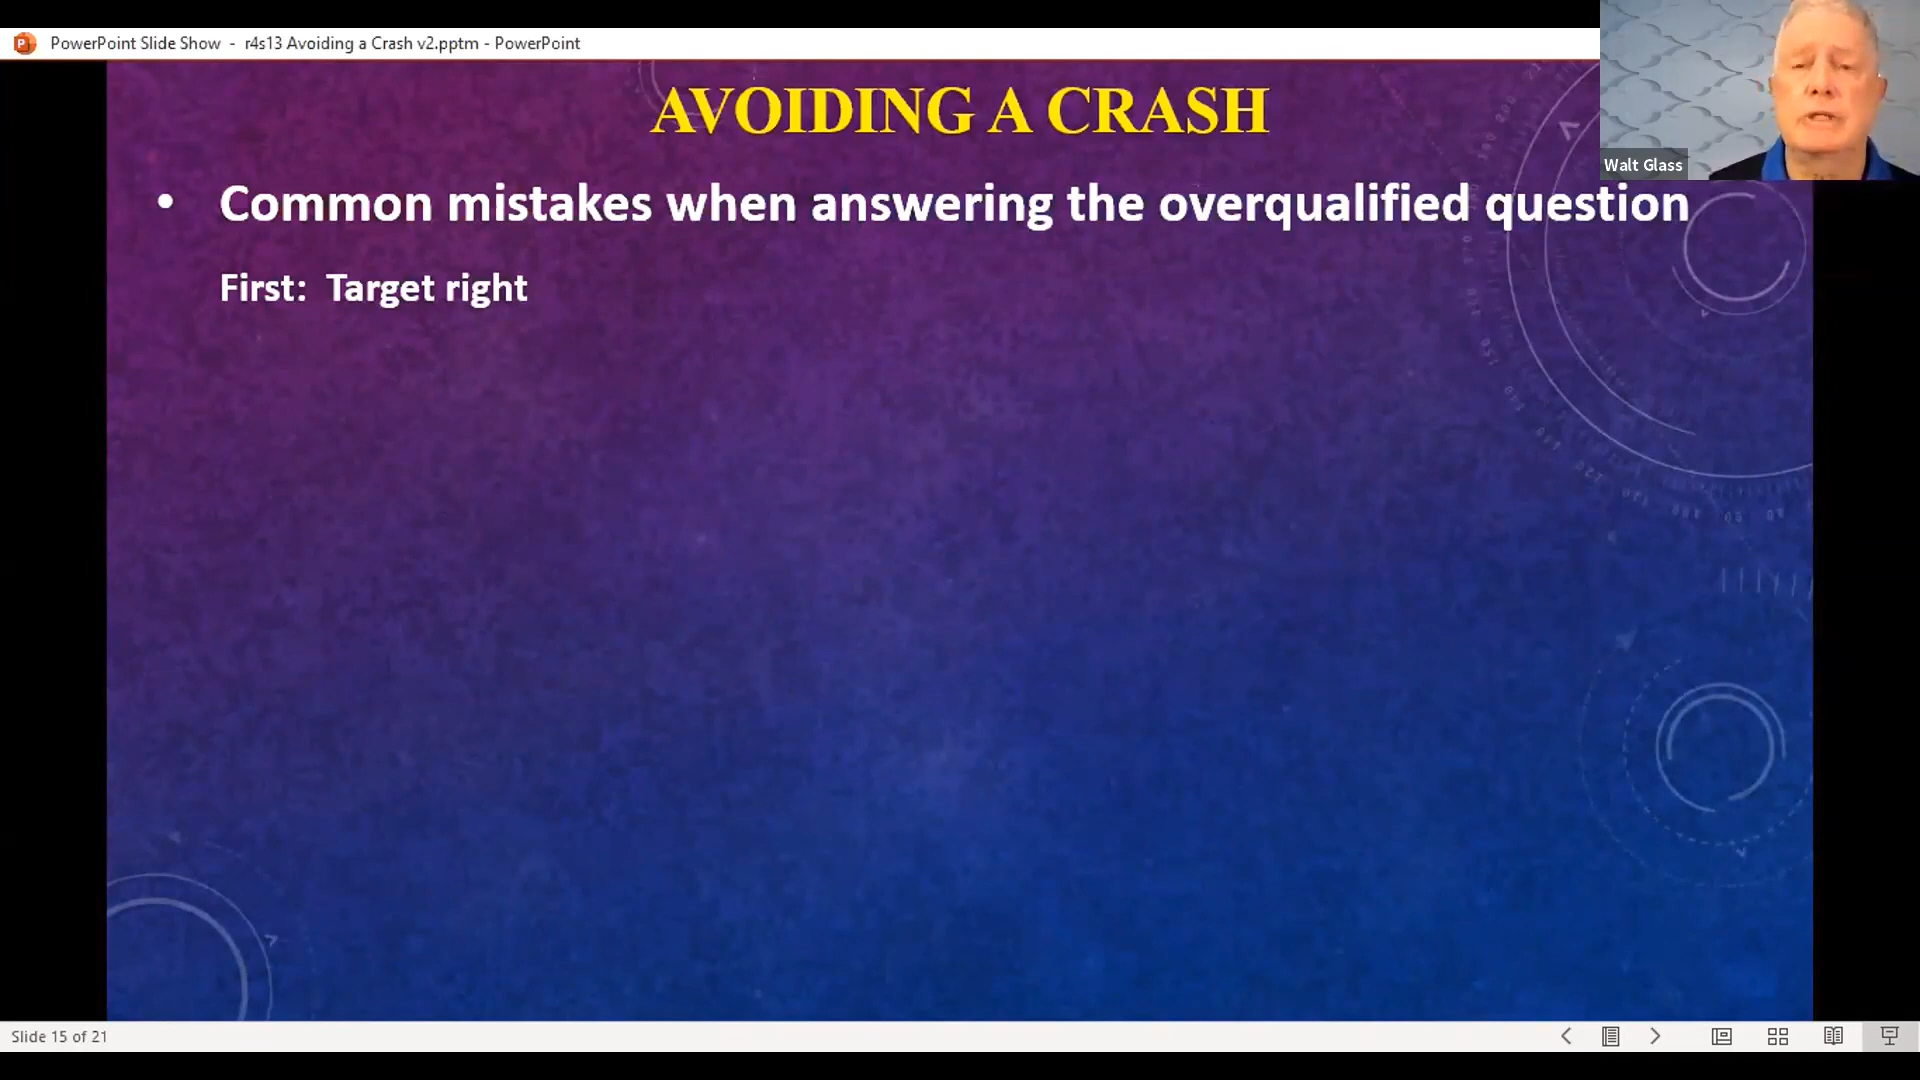 PowerPoint Slide Show - r4s13 Avoiding a Crash v2.pptm - PowerPoint
AVOIDING A CRASH
Walt Glass
• Common mistakes when answering the overqualified question
First: Target right
Slide 15 of 21